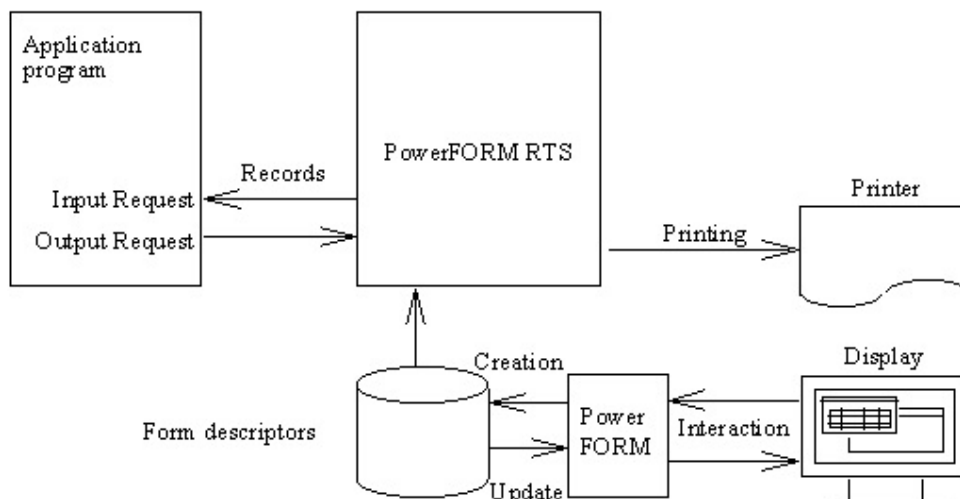 Application
program
PowerFORM RTS
Records
Input Request
Output Request
Printer
Printing
Creation
Display
Form descriptors
Power
FORM
Interaction
Update